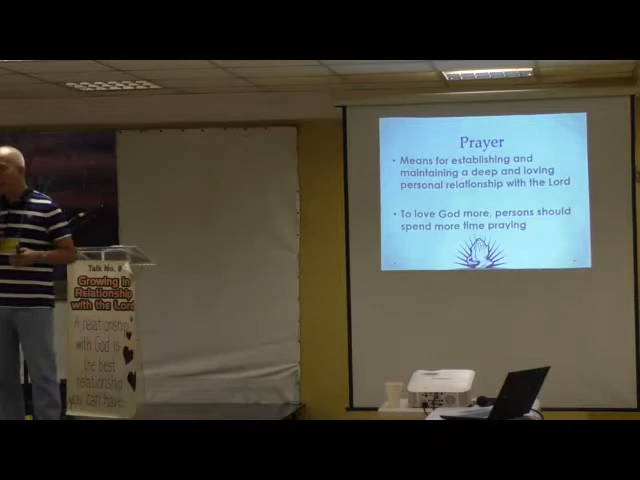 Prayer
• Means for establishing and
maintaining a deep and loving
personal relationship with the Lord
• To love God more, persons should
spend more time praying
Talk No. 9
Growing in
Relationship
with the Lord
A relationship
with God is
the best
relationship
you can have.